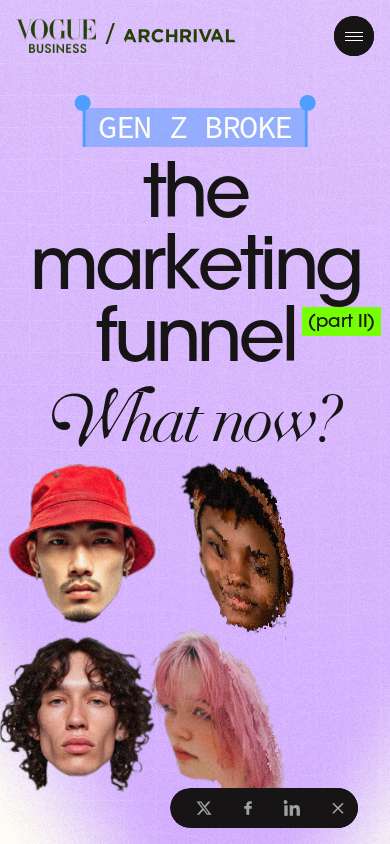 VOGUE
BUSINESS
/ ARCHRIVAL
GEN Z BROKE
the
marketing
funnel
(part II)
What now?